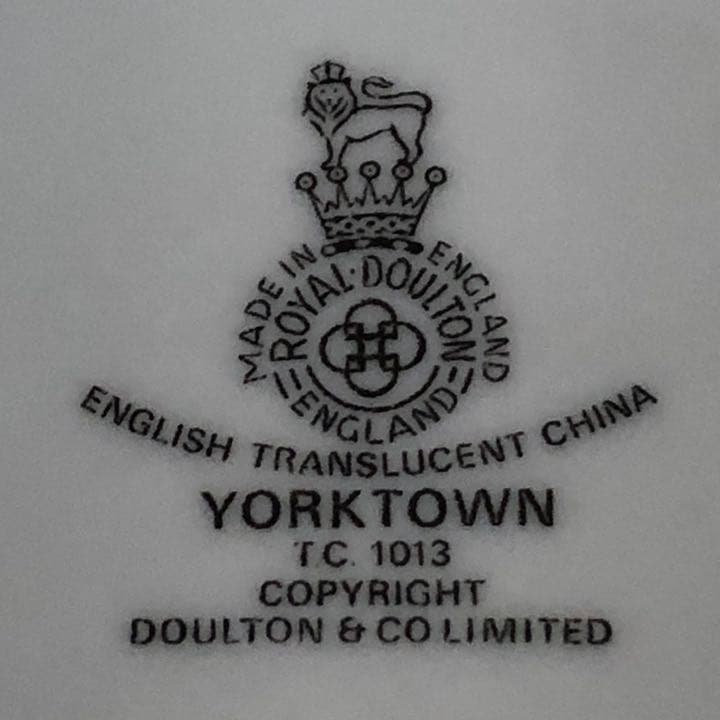 MADE IN ENGLAND
ROYAL·DOULTON
ENGLAND
ENGLISH TRANSLUCENT CHINA
YORKTOWN
T.C. 1013
COPYRIGHT
DOULTON & CO LIMITED